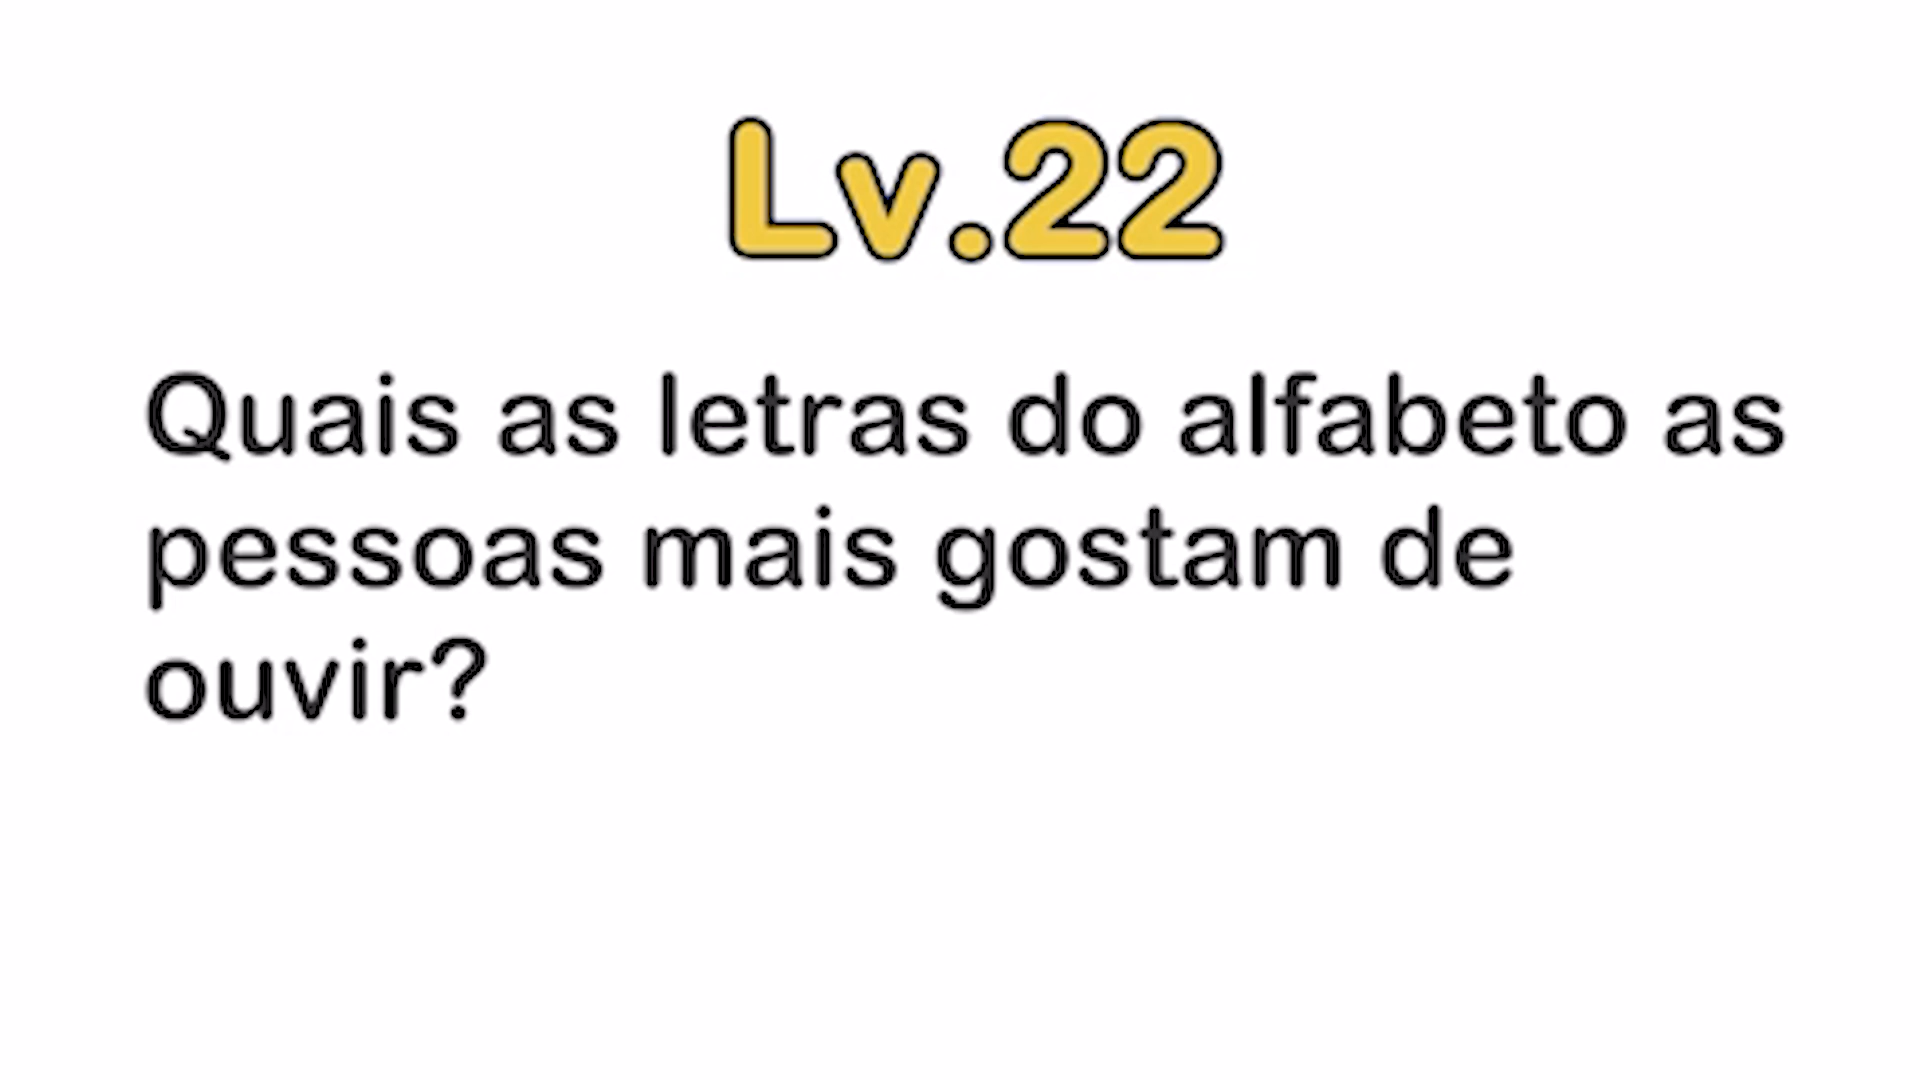 Lv.22
Quais as letras do alfabeto as
pessoas mais gostam de
ouvir?